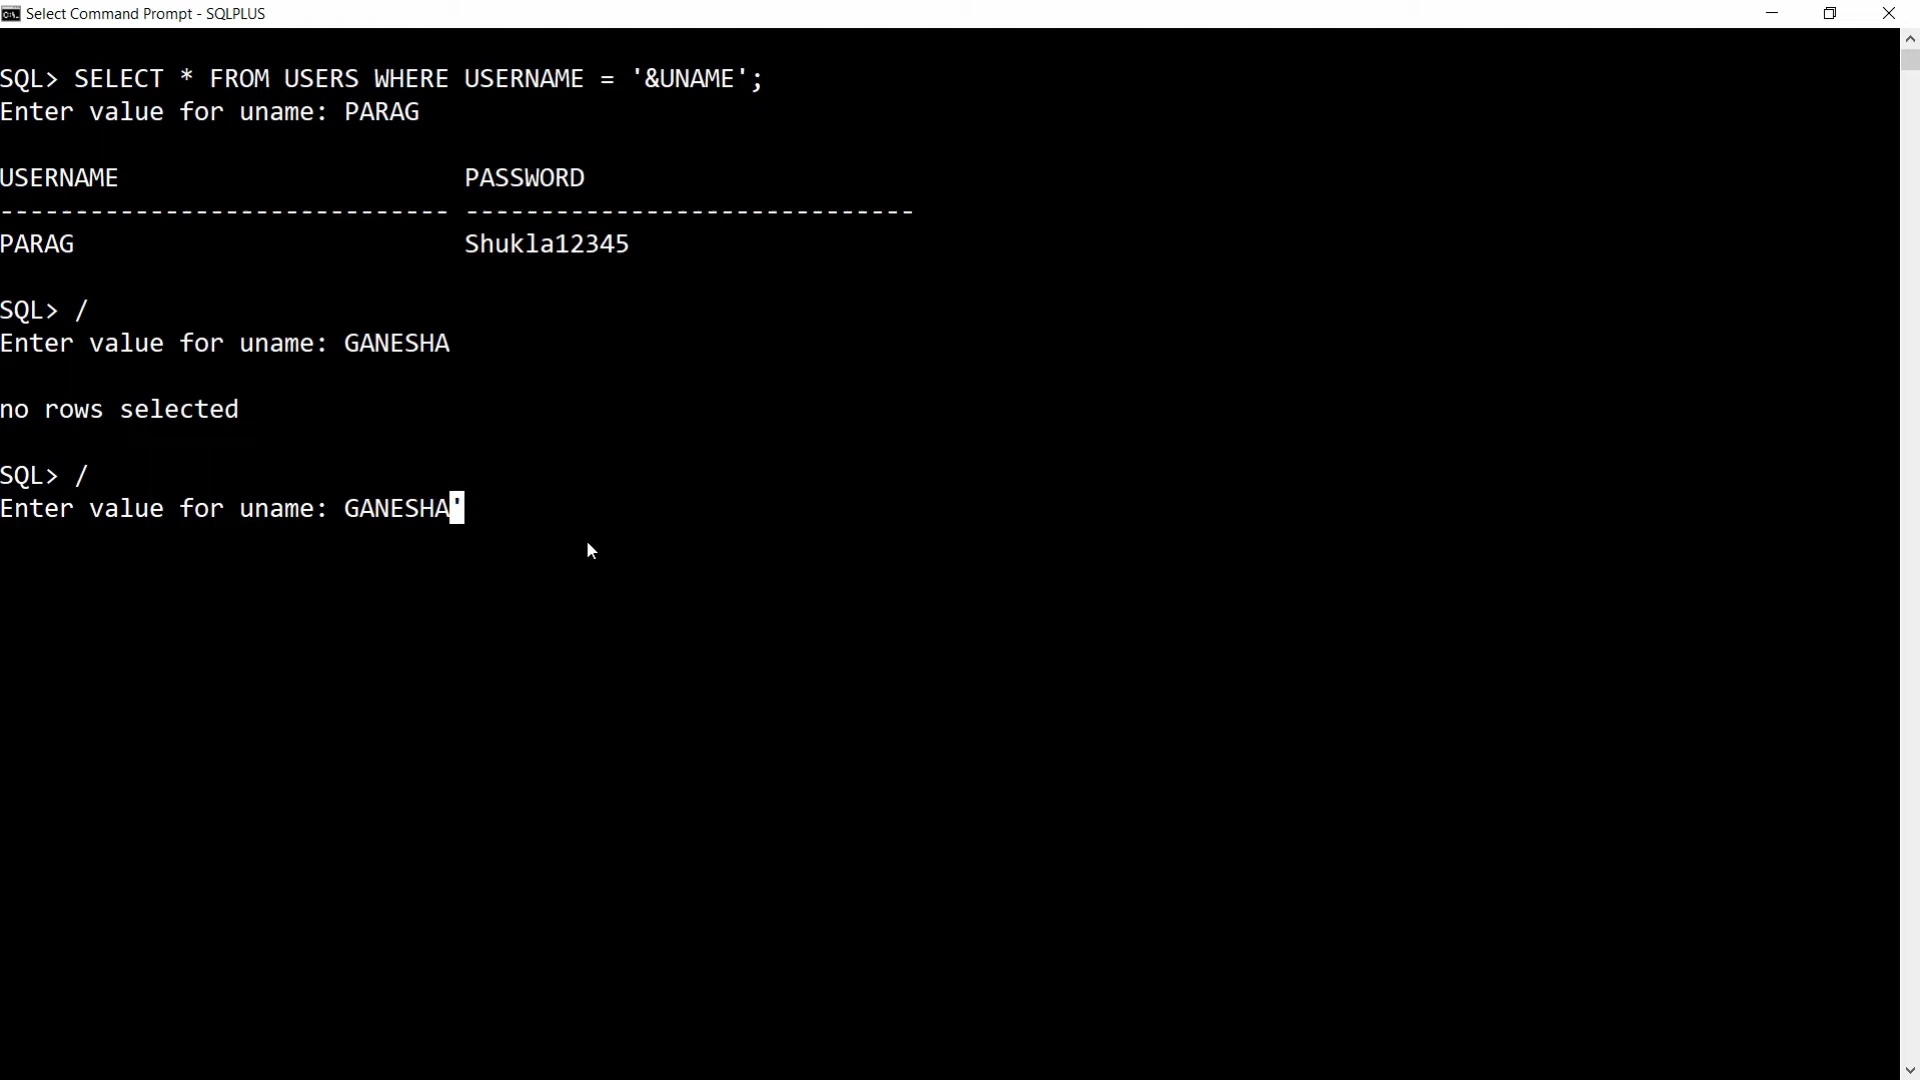 Select Command Prompt - SQLPLUS
SQL> SELECT * FROM USERS WHERE USERNAME = '&UNAME';
Enter value for uname: PARAG
USERNAME                       PASSWORD
------------------------------ ------------------------------
PARAG                          Shukla12345
SQL> /
Enter value for uname: GANESHA
no rows selected
SQL> /
Enter value for uname: GANESHA'